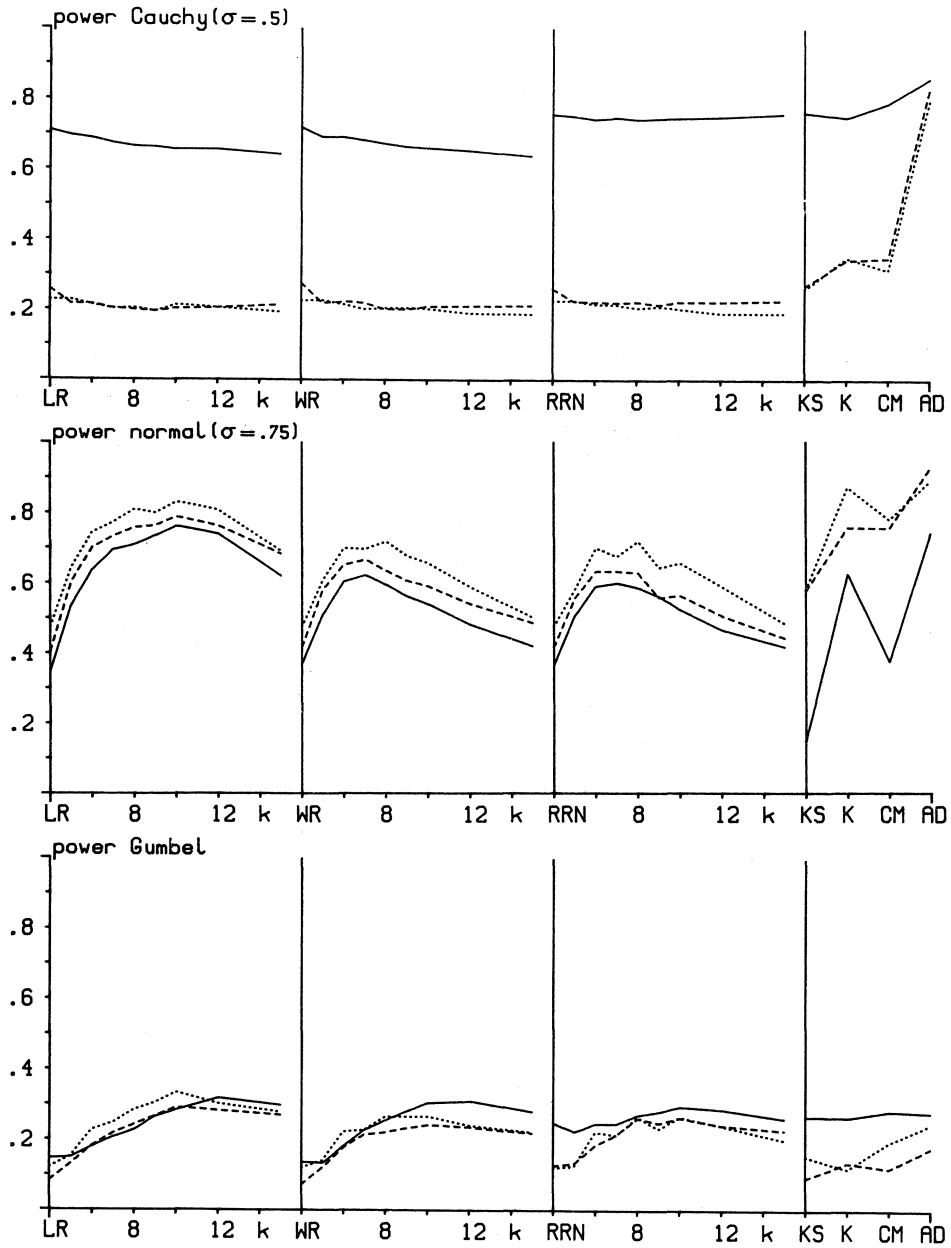 power Cauchy(σ=.5)
.8
.6
.4
.2
LR 8 12 k WR 8 12 k RRN 8 12 k KS K CM AD
power normal(σ=.75)
.8
.6
.4
.2
LR 8 12 k WR 8 12 k RRN 8 12 k KS K CM AD
power Gumbel
.8
.6
.4
.2
LR 8 12 k WR 8 12 k RRN 8 12 k KS K CM AD